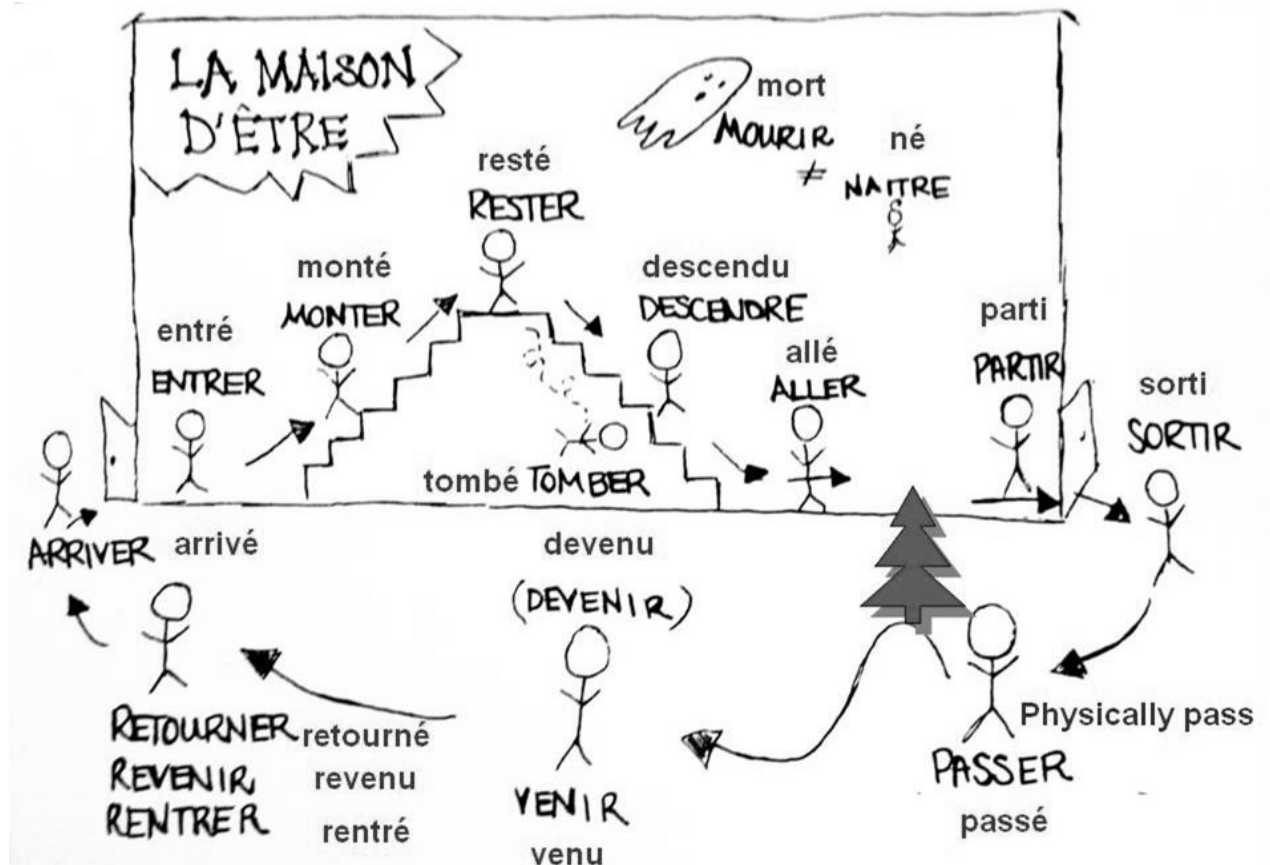 LA MAISON
D'ÊTRE
mort
MOURIR
≠
né
NAITRE
resté
RESTER
monté
MONTER
descendu
DESCENDRE
entré
ENTRER
allé
ALLER
parti
PARTIR
sorti
SORTIR
tombé TOMBER
ARRIVER arrivé
devenu
(DEVENIR)
Physically pass
PASSER
passé
RETOURNER retourné
REVENIR revenu
RENTRER rentré
VENIR
venu